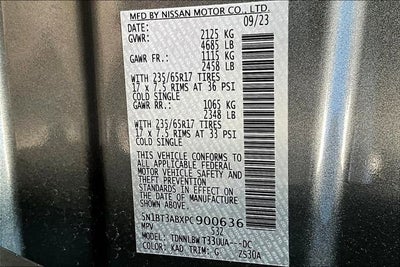 MFD BY NISSAN MOTOR CO., LTD.
DATE: 09/23
GVWR: 2125 KG
4685 LB
GAWR FR.: 1115 KG
2458 LB
WITH 235/65R17 TIRES
17 x 7.5 RIMS AT 36 PSI
COLD SINGLE
GAWR RR.: 1065 KG
2348 LB
WITH 235/65R17 TIRES
17 x 7.5 RIMS AT 33 PSI
COLD SINGLE
THIS VEHICLE CONFORMS TO
ALL APPLICABLE FEDERAL
MOTOR VEHICLE SAFETY AND
THEFT PREVENTION
STANDARDS IN EFFECT ON THE
DATE OF MANUFACTURE SHOWN
ABOVE.
5N1BT3ABXPC900636
MPV S3Z
MODEL: TDNNLBW T33UUA---DC
COLOR: KAD TRIM: G ZS3UA